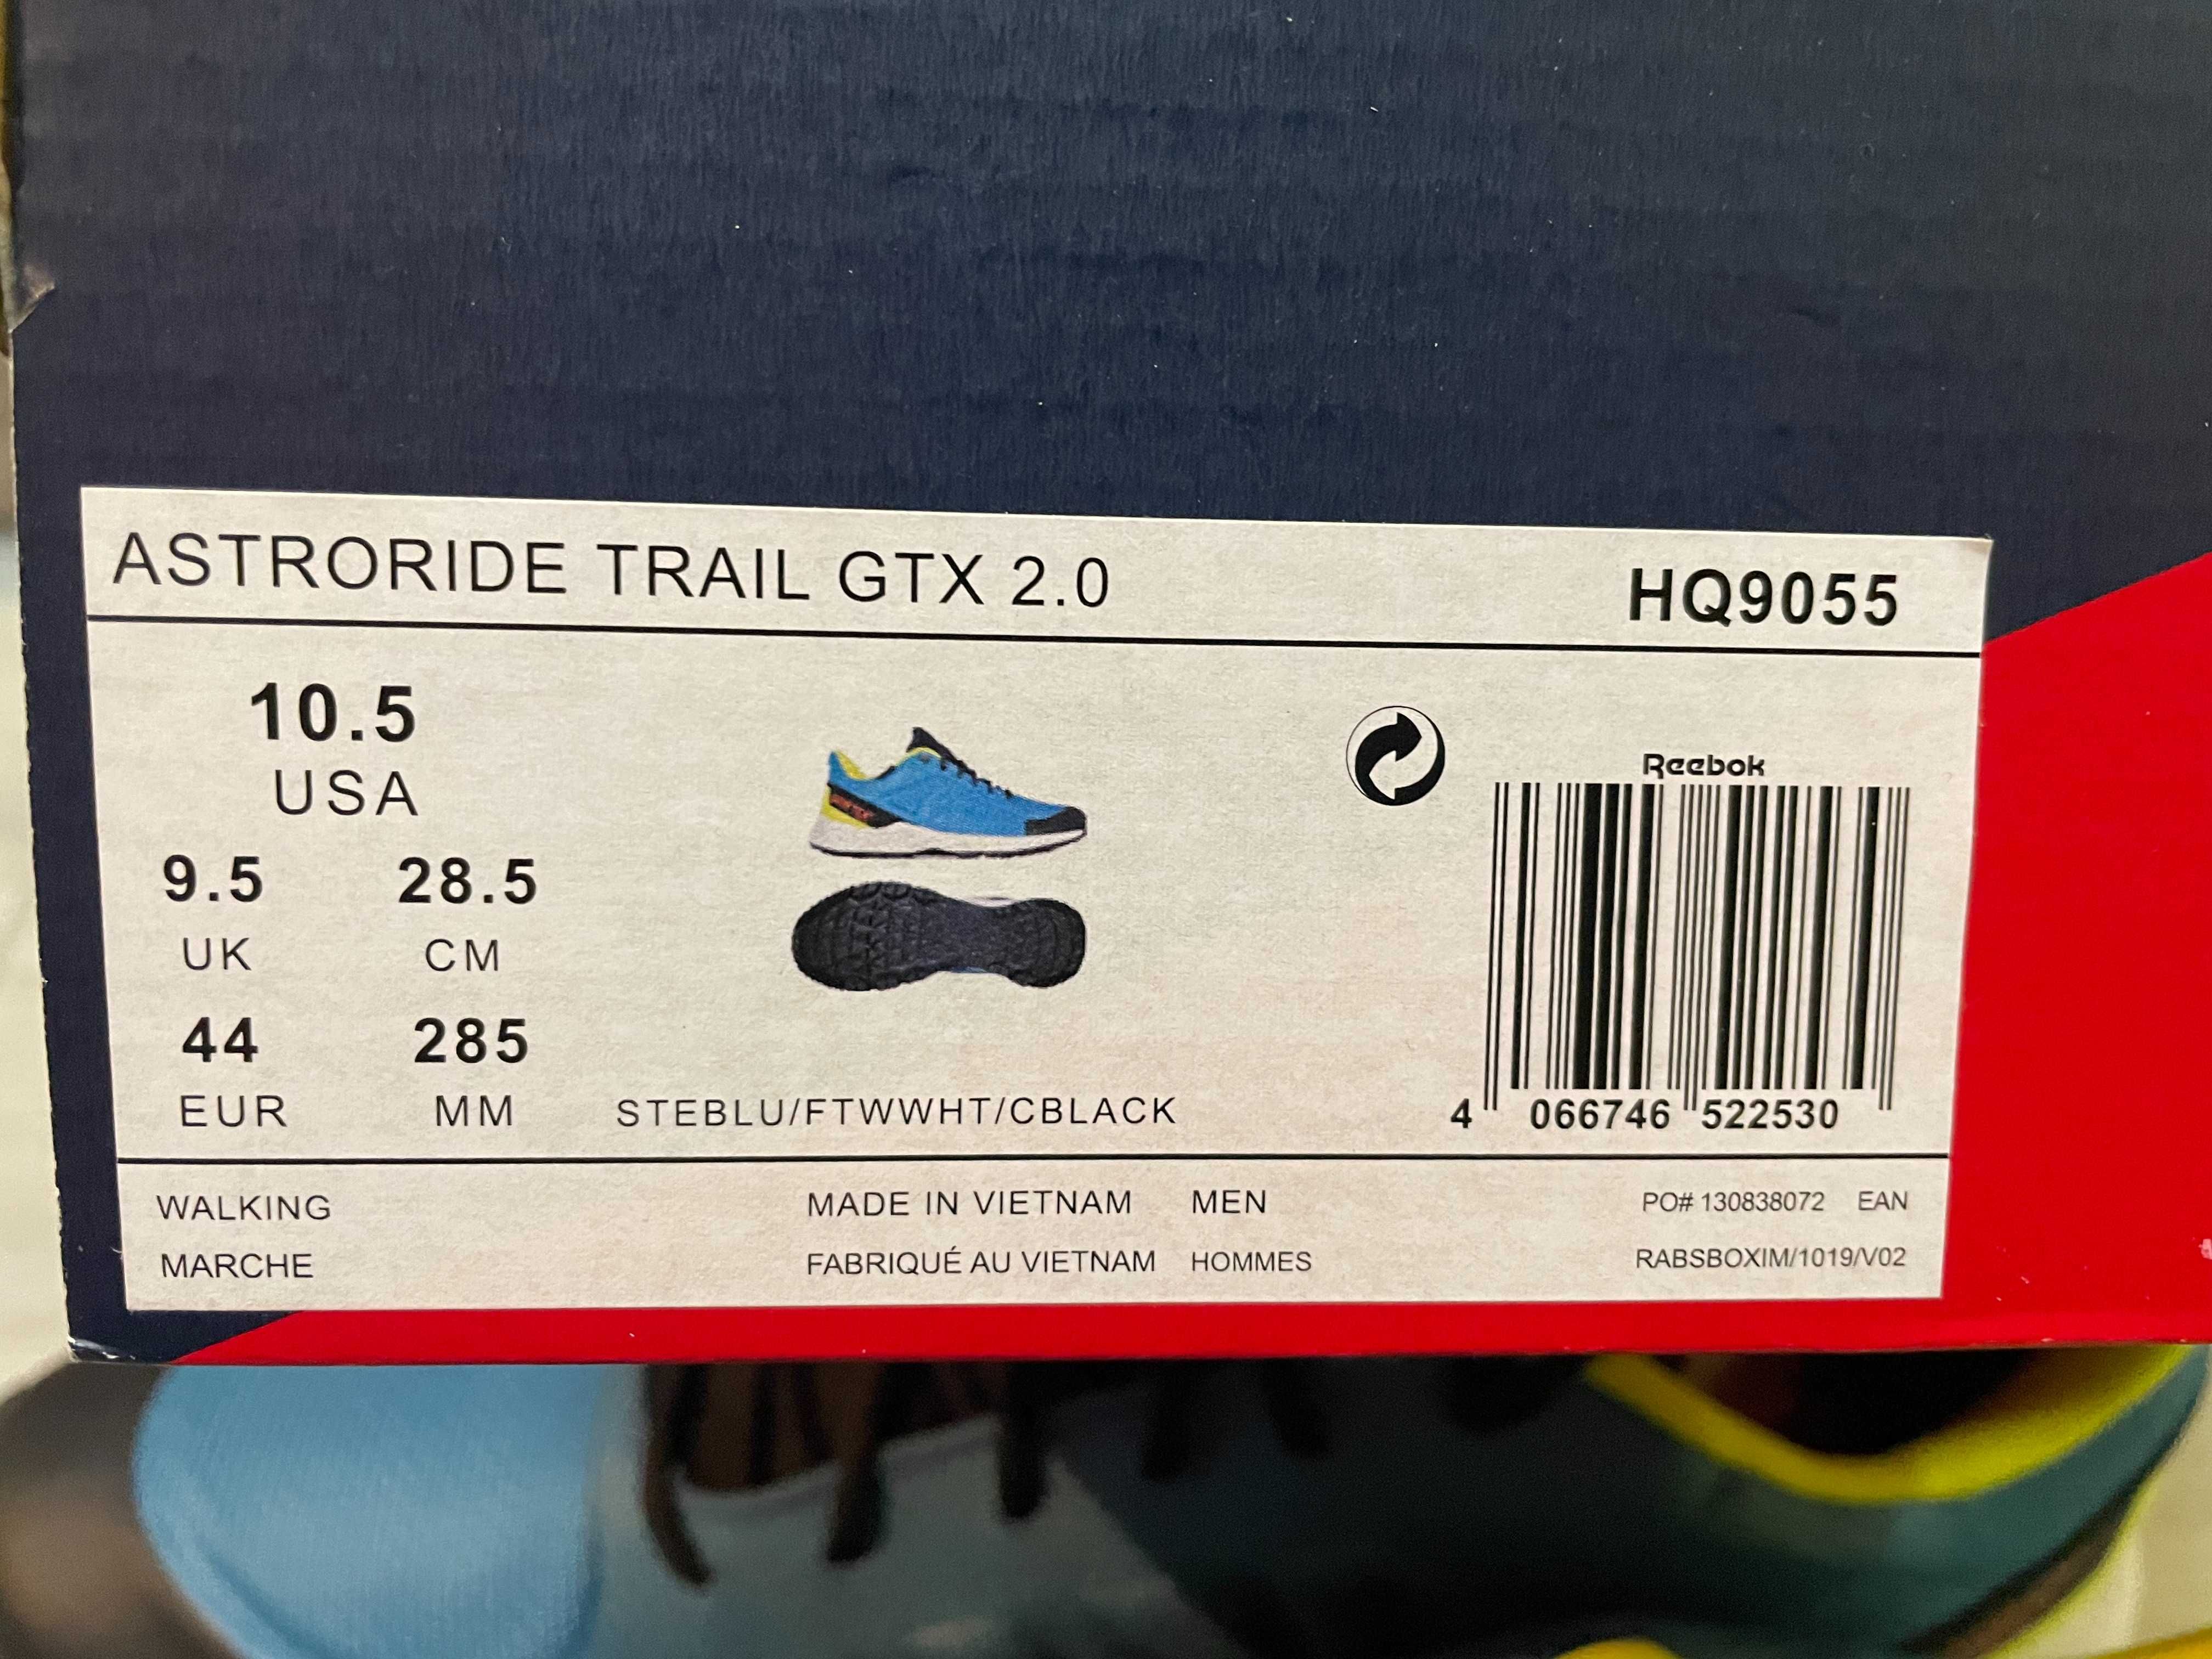 ASTRORIDE TRAIL GTX 2.0 HQ9055
10.5
USA
9.5 28.5
UK CM
44 285
EUR MM
STEBLU/FTWWHT/CBLACK
Reebok
4 066746 522530
WALKING MADE IN VIETNAM MEN PO# 130838072 EAN
MARCHE FABRIQUÉ AU VIETNAM HOMMES RABSBOXIM/1019/V02